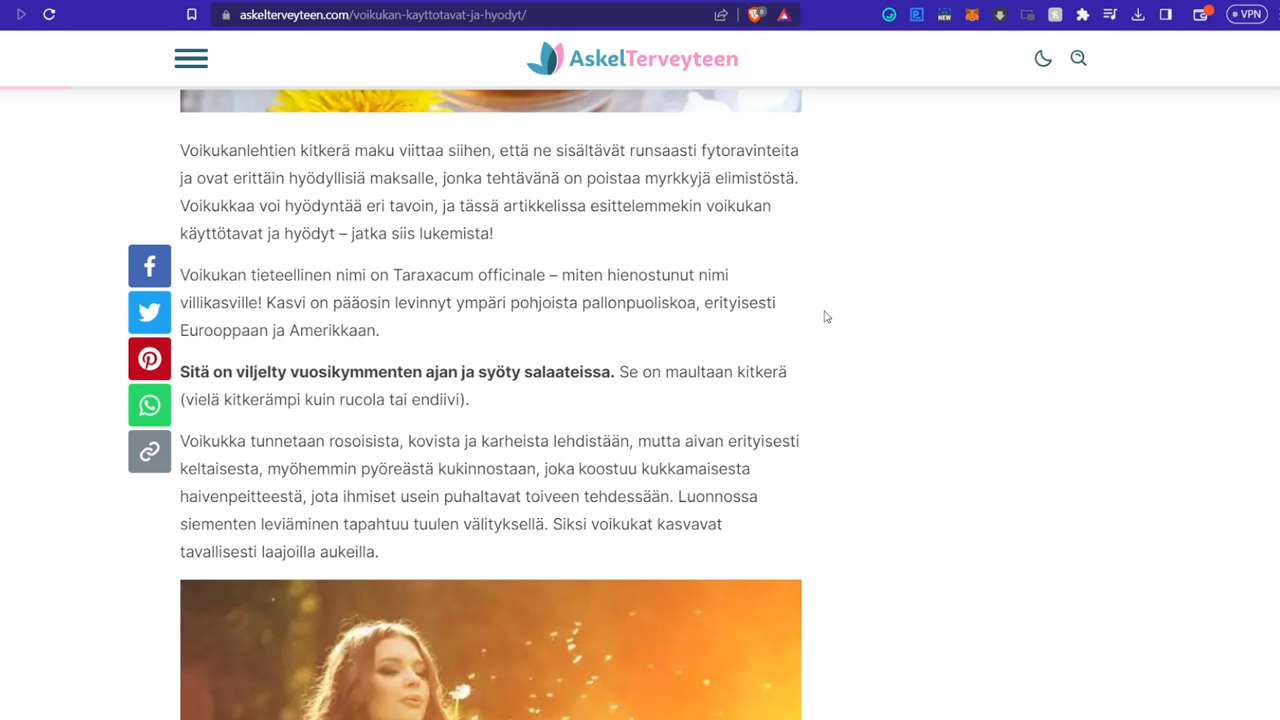 askelterveyteen.com/voikukan-kayttotavat-ja-hyodyt/
8
NEW
VPN
AskelTerveyteen
Voikukanlehtien kitkerä maku viittaa siihen, että ne sisältävät runsaasti fytoravinteita
ja ovat erittäin hyödyllisiä maksalle, jonka tehtävänä on poistaa myrkkyjä elimistöstä.
Voikukkaa voi hyödyntää eri tavoin, ja tässä artikkelissa esittelemmekin voikukan
käyttötavat ja hyödyt – jatka siis lukemista!
Voikukan tieteellinen nimi on Taraxacum officinale – miten hienostunut nimi
villikasville! Kasvi on pääosin levinnyt ympäri pohjoista pallonpuoliskoa, erityisesti
Eurooppaan ja Amerikkaan.
Sitä on viljelty vuosikymmenten ajan ja syöty salaateissa. Se on maultaan kitkerä
(vielä kitkerämpi kuin rucola tai endiivi).
Voikukka tunnetaan rosoisista, kovista ja karheista lehdistään, mutta aivan erityisesti
keltaisesta, myöhemmin pyöreästä kukinnostaan, joka koostuu kukkamaisesta
haivenpeitteestä, jota ihmiset usein puhaltavat toiveen tehdessään. Luonnossa
siementen leviäminen tapahtuu tuulen välityksellä. Siksi voikukat kasvavat
tavallisesti laajoilla aukeilla.